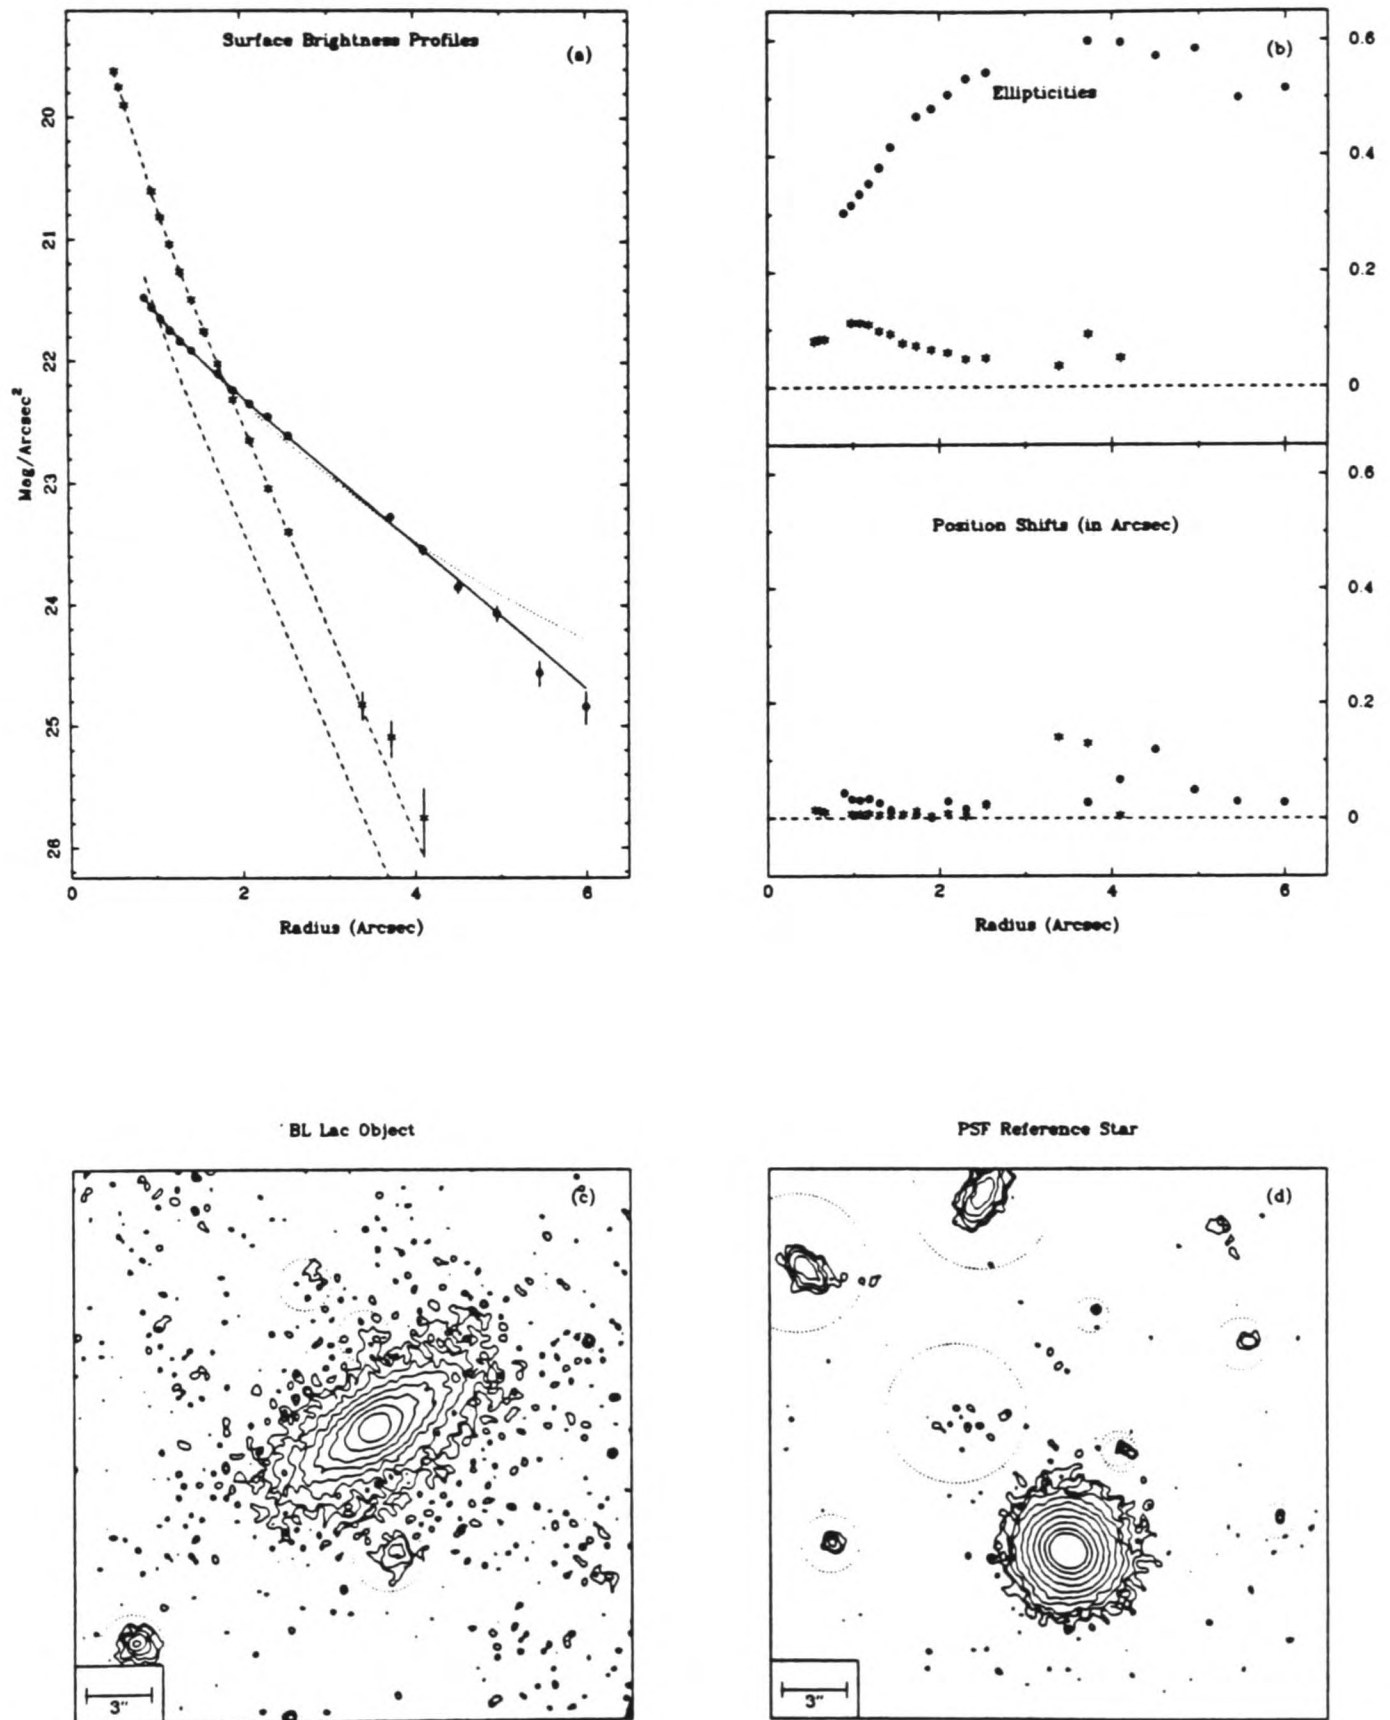 Surface Brightness Profiles
(a)
20
21
22
23
24
25
26
Mag/Arcsec²
0 2 4 6
Radius (Arcsec)
(b)
Ellipticities
0.6
0.4
0.2
0
Position Shifts (in Arcsec)
0.6
0.4
0.2
0
0 2 4 6
Radius (Arcsec)
BL Lac Object
(c)
3"
PSF Reference Star
(d)
3"